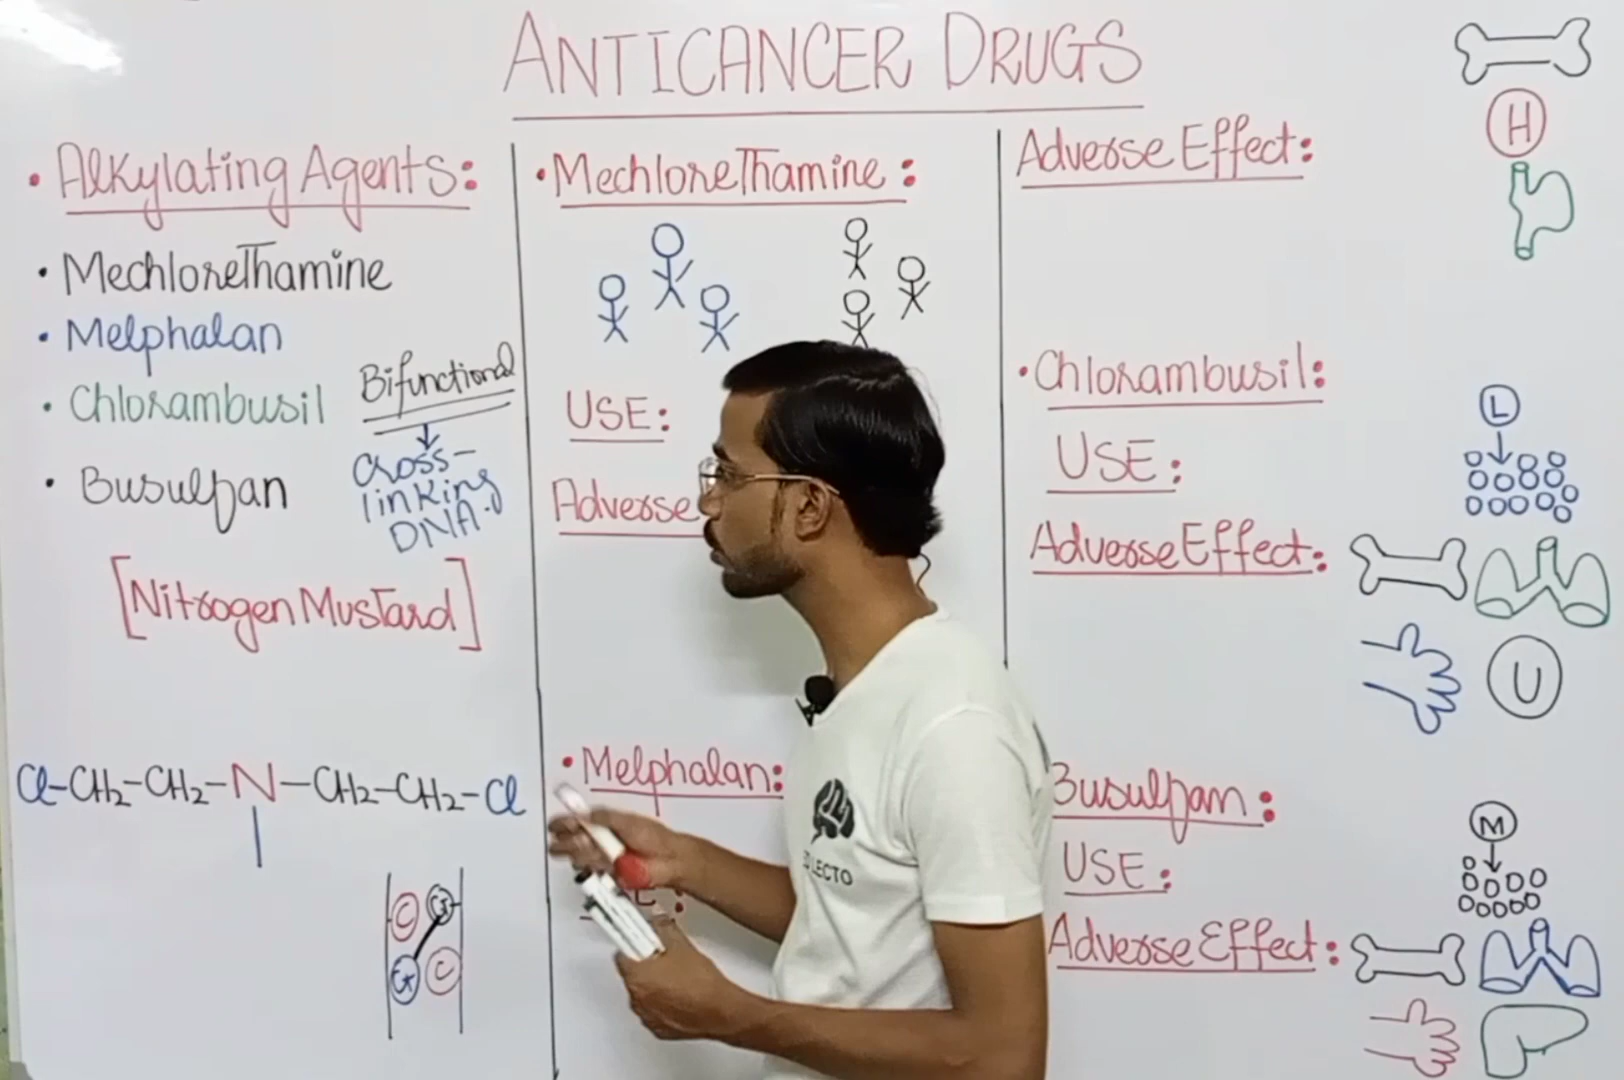 ANTICANCER DRUGS
• Alkylating Agents:
• Mechlorethamine
• Melphalan
• Chlorambusil
• Busulfan
Bifunctional
Cross-
linking
DNA.
[Nitrogen Mustard]
Cl-CH2-CH2-N-CH2-CH2-Cl
C G
G C
• Mechlorethamine:
USE:
Adverse
• Melphalan:
LECTO
Adverse Effect:
H
• Chlorambusil:
L
USE:
Adverse Effect:
U
Busulfan:
M
USE:
Adverse Effect: